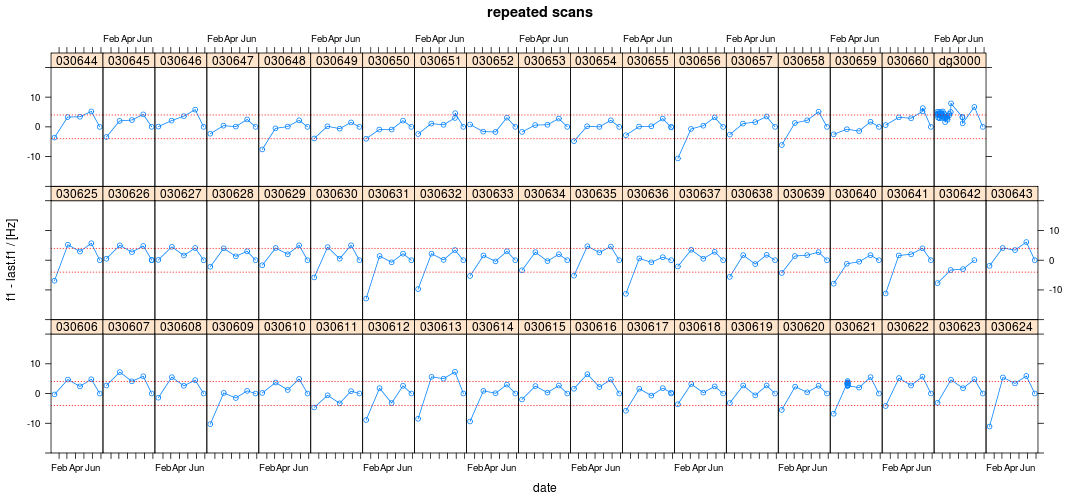 repeated scans
Feb Apr Jun Feb Apr Jun Feb Apr Jun Feb Apr Jun Feb Apr Jun Feb Apr Jun Feb Apr Jun Feb Apr Jun Feb Apr Jun
030644 030645 030646 030647 030648 030649 030650 030651 030652 030653 030654 030655 030656 030657 030658 030659 030660 dg3000
10
0
-10
030625 030626 030627 030628 030629 030630 030631 030632 030633 030634 030635 030636 030637 030638 030639 030640 030641 030642 030643
10
0
-10
f1 - last.f1 / [Hz]
030606 030607 030608 030609 030610 030611 030612 030613 030614 030615 030616 030617 030618 030619 030620 030621 030622 030623 030624
10
0
-10
Feb Apr Jun Feb Apr Jun Feb Apr Jun Feb Apr Jun Feb Apr Jun Feb Apr Jun Feb Apr Jun Feb Apr Jun Feb Apr Jun Feb Apr Jun
date